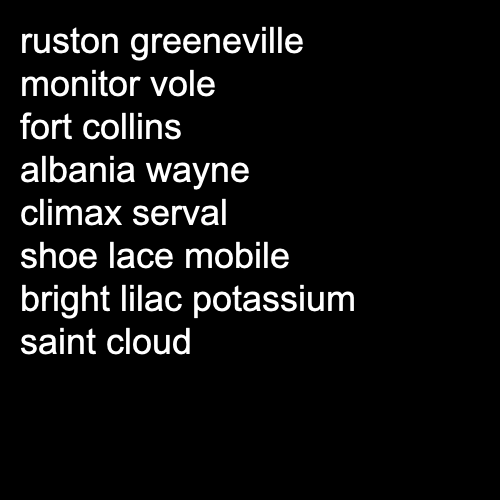 ruston greeneville
monitor vole
fort collins
albania wayne
climax serval
shoe lace mobile
bright lilac potassium
saint cloud